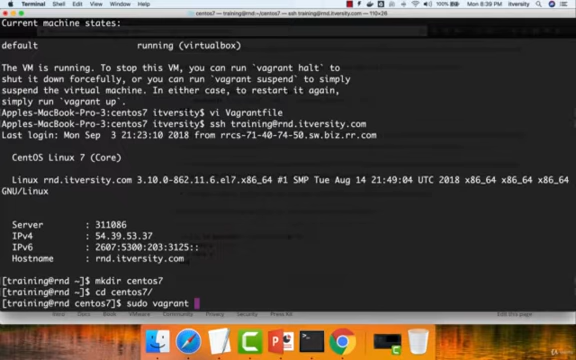 Terminal Shell Edit View Window Help
100% Mon 8:39 PM itversity
centos7 — training@rnd:~/centos7 — ssh training@rnd.itversity.com — 110×26
Current machine states:
default running (virtualbox)
The VM is running. To stop this VM, you can run `vagrant halt` to
shut it down forcefully, or you can run `vagrant suspend` to simply
suspend the virtual machine. In either case, to restart it again,
simply run `vagrant up`.
Apples-MacBook-Pro-3:centos7 itversity$ vi Vagrantfile
Apples-MacBook-Pro-3:centos7 itversity$ ssh training@rnd.itversity.com
Last login: Mon Sep 3 21:23:10 2018 from rrcs-71-40-74-50.sw.biz.rr.com
CentOS Linux 7 (Core)
Linux rnd.itversity.com 3.10.0-862.11.6.el7.x86_64 #1 SMP Tue Aug 14 21:49:04 UTC 2018 x86_64 x86_64 x86_64
GNU/Linux
Server : 311086
IPv4 : 54.39.53.37
IPv6 : 2607:5300:203:3125::
Hostname : rnd.itversity.com
[training@rnd ~]$ mkdir centos7
[training@rnd ~]$ cd centos7/
[training@rnd centos7]$ sudo vagrant